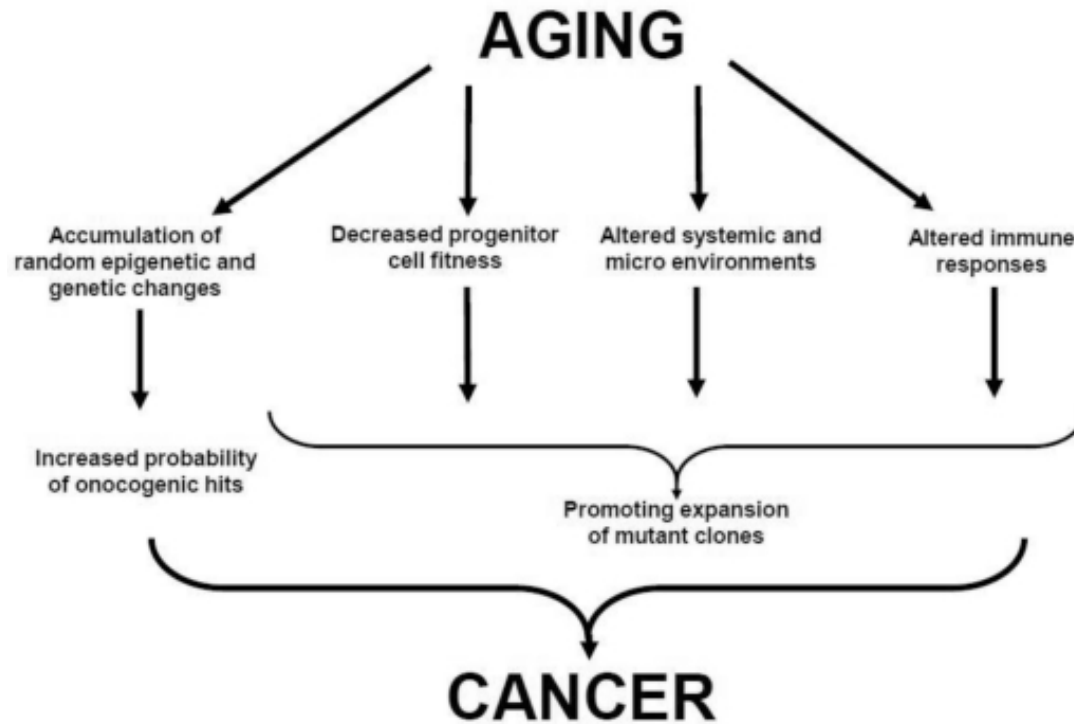 AGING
Accumulation of
random epigenetic and
genetic changes
Decreased progenitor
cell fitness
Altered systemic and
micro environments
Altered immune
responses
Increased probability
of onocogenic hits
Promoting expansion
of mutant clones
CANCER